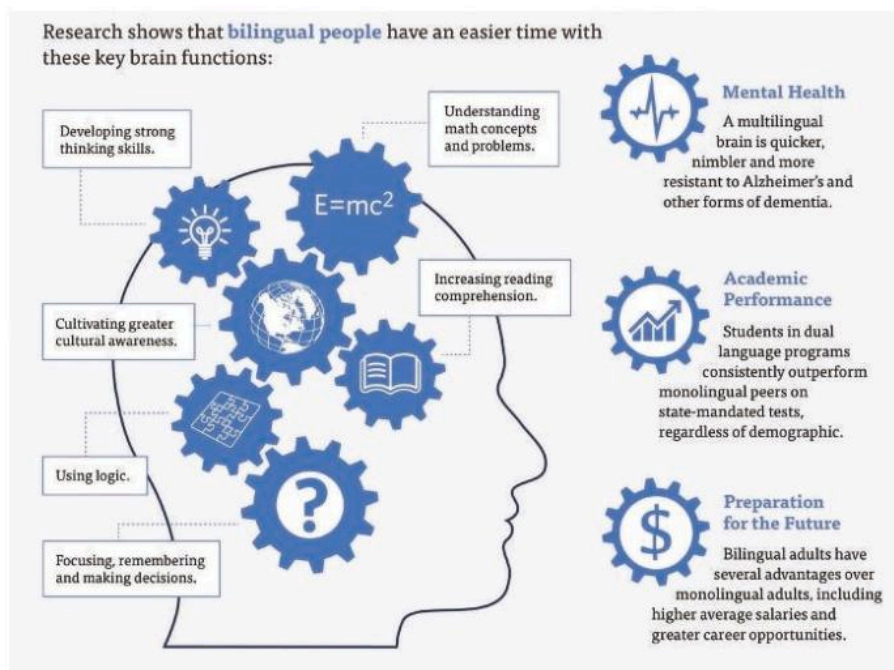 Research shows that bilingual people have an easier time with
these key brain functions:
Developing strong
thinking skills.
Understanding
math concepts
and problems.
E=mc²
Increasing reading
comprehension.
Cultivating greater
cultural awareness.
Using logic.
?
Focusing, remembering
and making decisions.
Mental Health
A multilingual
brain is quicker,
nimbler and more
resistant to Alzheimer's and
other forms of dementia.
Academic
Performance
Students in dual
language programs
consistently outperform
monolingual peers on
state-mandated tests,
regardless of demographic.
$
Preparation
for the Future
Bilingual adults have
several advantages over
monolingual adults, including
higher average salaries and
greater career opportunities.